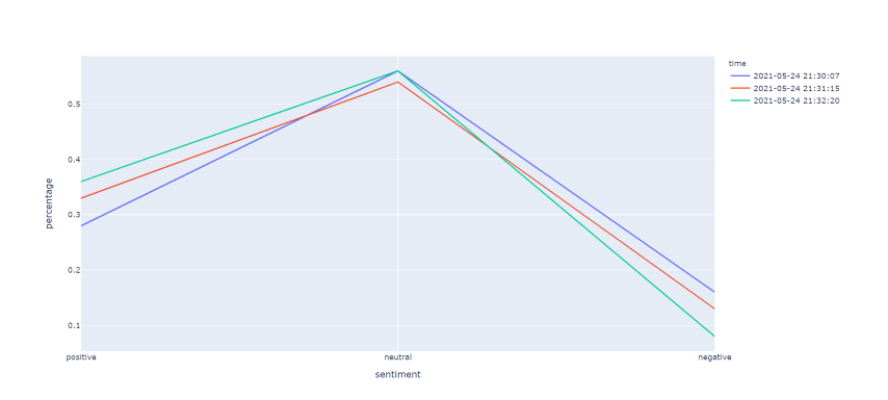 time
2021-05-24 21:30:07
2021-05-24 21:31:15
2021-05-24 21:32:20
percentage
0.5
0.4
0.3
0.2
0.1
positive neutral negative
sentiment